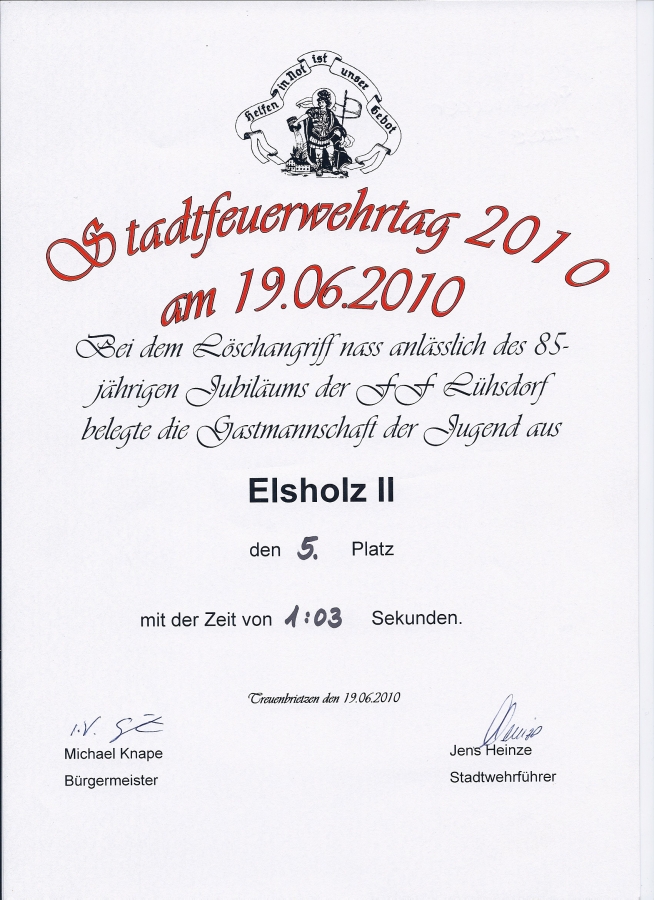 Helfen in Not ist unser Gebot
Stadtfeuerwehrtag 2010
am 19.06.2010
Bei dem Löschangriff nass anlässlich des 85-
jährigen Jubiläums der FF Lühsdorf
belegte die Gastmannschaft der Jugend aus
Elsholz II
den 5. Platz
mit der Zeit von 1:03 Sekunden.
Treuenbrietzen den 19.06.2010
i.V.
Michael Knape
Bürgermeister
Jens Heinze
Stadtwehrführer